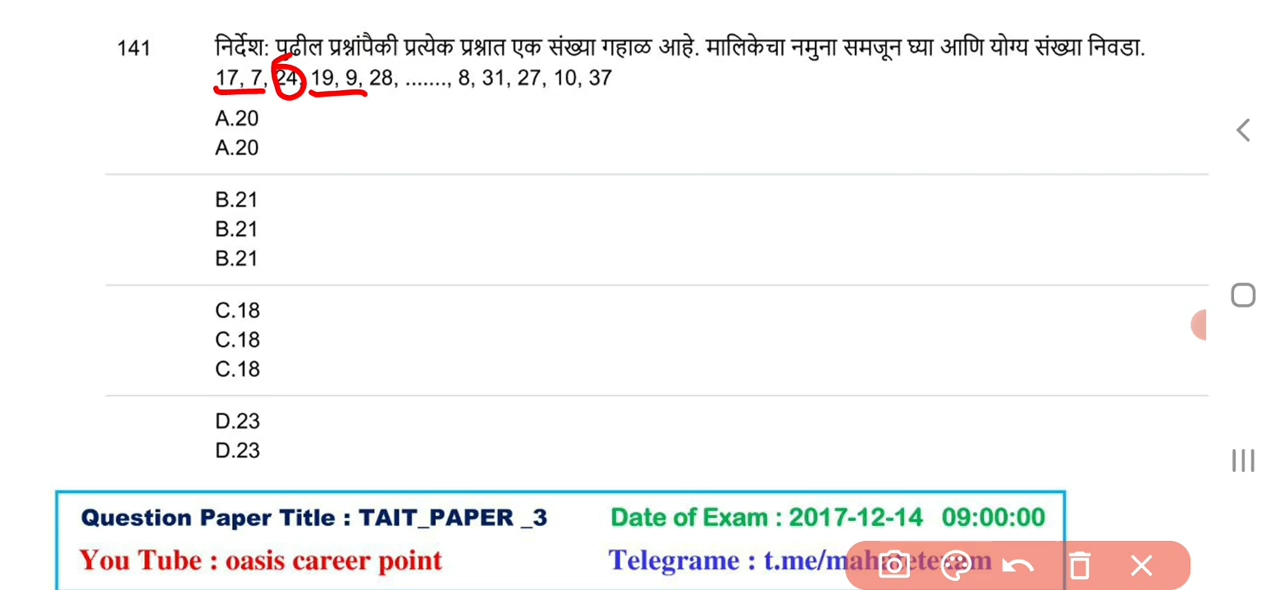 141 निर्देश: पुढील प्रश्नांपैकी प्रत्येक प्रश्नात एक संख्या गहाळ आहे. मालिकेचा नमुना समजून घ्या आणि योग्य संख्या निवडा.
17, 7, 24, 19, 9, 28, ......., 8, 31, 27, 10, 37
A.20
A.20
B.21
B.21
B.21
C.18
C.18
C.18
D.23
D.23
Question Paper Title : TAIT_PAPER _3 Date of Exam : 2017-12-14 09:00:00
You Tube : oasis career point Telegrame : t.me/mahatetexam